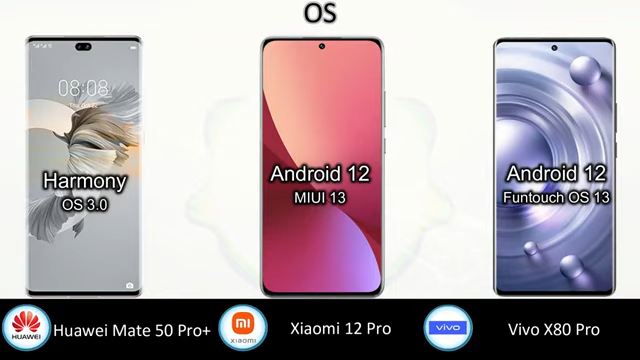 OS
08:08
Harmony
OS 3.0
Android 12
MIUI 13
Android 12
Funtouch OS 13
HUAWEI
Huawei Mate 50 Pro+
mi
xiaomi
Xiaomi 12 Pro
vivo
Vivo X80 Pro